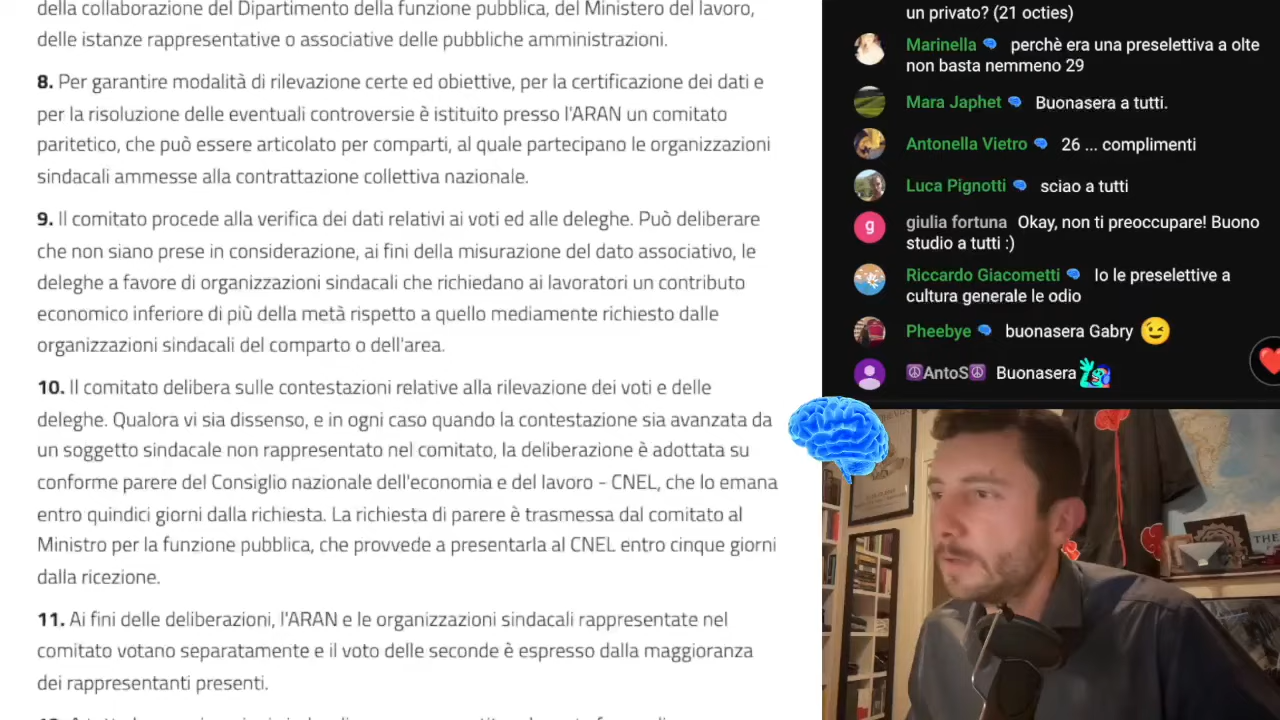 della collaborazione del Dipartimento della funzione pubblica, del Ministero del lavoro,
delle istanze rappresentative o associative delle pubbliche amministrazioni.
8. Per garantire modalità di rilevazione certe ed obiettive, per la certificazione dei dati e
per la risoluzione delle eventuali controversie è istituito presso l'ARAN un comitato
paritetico, che può essere articolato per comparti, al quale partecipano le organizzazioni
sindacali ammesse alla contrattazione collettiva nazionale.
9. Il comitato procede alla verifica dei dati relativi ai voti ed alle deleghe. Può deliberare
che non siano prese in considerazione, ai fini della misurazione del dato associativo, le
deleghe a favore di organizzazioni sindacali che richiedano ai lavoratori un contributo
economico inferiore di più della metà rispetto a quello mediamente richiesto dalle
organizzazioni sindacali del comparto o dell'area.
10. Il comitato delibera sulle contestazioni relative alla rilevazione dei voti e delle
deleghe. Qualora vi sia dissenso, e in ogni caso quando la contestazione sia avanzata da
un soggetto sindacale non rappresentato nel comitato, la deliberazione è adottata su
conforme parere del Consiglio nazionale dell'economia e del lavoro - CNEL, che lo emana
entro quindici giorni dalla richiesta. La richiesta di parere è trasmessa dal comitato al
Ministro per la funzione pubblica, che provvede a presentarla al CNEL entro cinque giorni
dalla ricezione.
11. Ai fini delle deliberazioni, l'ARAN e le organizzazioni sindacali rappresentate nel
comitato votano separatamente e il voto delle seconde è espresso dalla maggioranza
dei rappresentanti presenti.
un privato? (21 octies)
Marinella perchè era una preselettiva a olte
non basta nemmeno 29
Mara Japhet Buonasera a tutti.
Antonella Vietro 26 ... complimenti
Luca Pignotti sciao a tutti
g
giulia fortuna Okay, non ti preoccupare! Buono
studio a tutti :)
Riccardo Giacometti Io le preselettive a
cultura generale le odio
Pheebye buonasera Gabry 😉
☮AntoS☮ Buonasera
THE